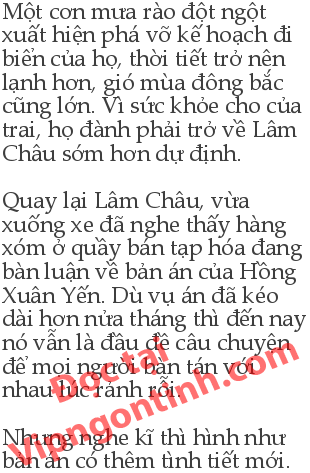 Một cơn mưa rào đột ngột
xuất hiện phá vỡ kế hoạch đi
biển của họ, thời tiết trở nên
lạnh hơn, gió mùa đông bắc
cũng lớn. Vì sức khỏe cho của
trai, họ đành phải trở về Lâm
Châu sớm hơn dự định.
Quay lại Lâm Châu, vừa
xuống xe đã nghe thấy hàng
xóm ở quầy bán tạp hóa đang
bàn luận về bản án của Hồng
Xuân Yến. Dù vụ án đã kéo
dài hơn nửa tháng thì đến nay
nó vẫn là đầu đề câu chuyện
để mọi người bàn tán với
nhau lúc rảnh rỗi.
Nhưng nghe kĩ thì hình như
bản án có thêm tình tiết mới.
Đọc tại
Vipngontinh.com